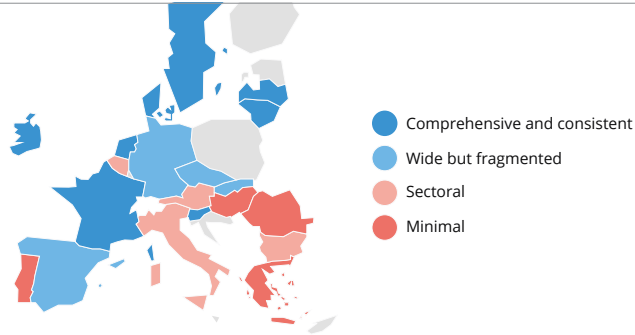 Comprehensive and consistent
Wide but fragmented
Sectoral
Minimal